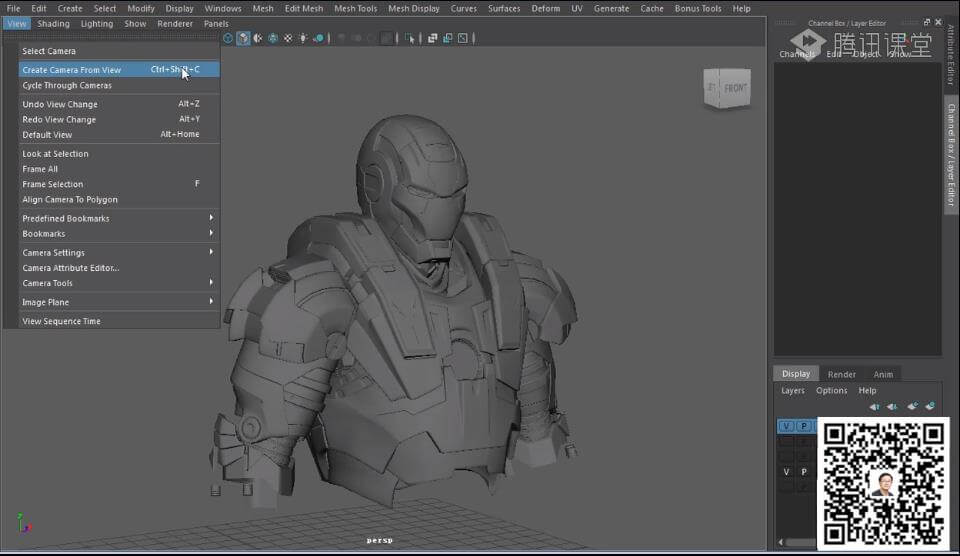 File Edit Create Select Modify Display Windows Mesh Edit Mesh Mesh Tools Mesh Display Curves Surfaces Deform UV Generate Cache Bonus Tools Help
View Shading Lighting Show Renderer Panels
Channel Box / Layer Editor
腾讯课堂
Channels Edit Object Show
Select Camera
Create Camera From View Ctrl+Shift+C
Cycle Through Cameras
Undo View Change Alt+Z
Redo View Change Alt+Y
Default View Alt+Home
Look at Selection
Frame All
Frame Selection F
Align Camera To Polygon
Predefined Bookmarks
Bookmarks
Camera Settings
Camera Attribute Editor...
Camera Tools
Image Plane
View Sequence Time
FRONT
Attribute Editor
Channel Box / Layer Editor
Display Render Anim
Layers Options Help
V P
V P
persp